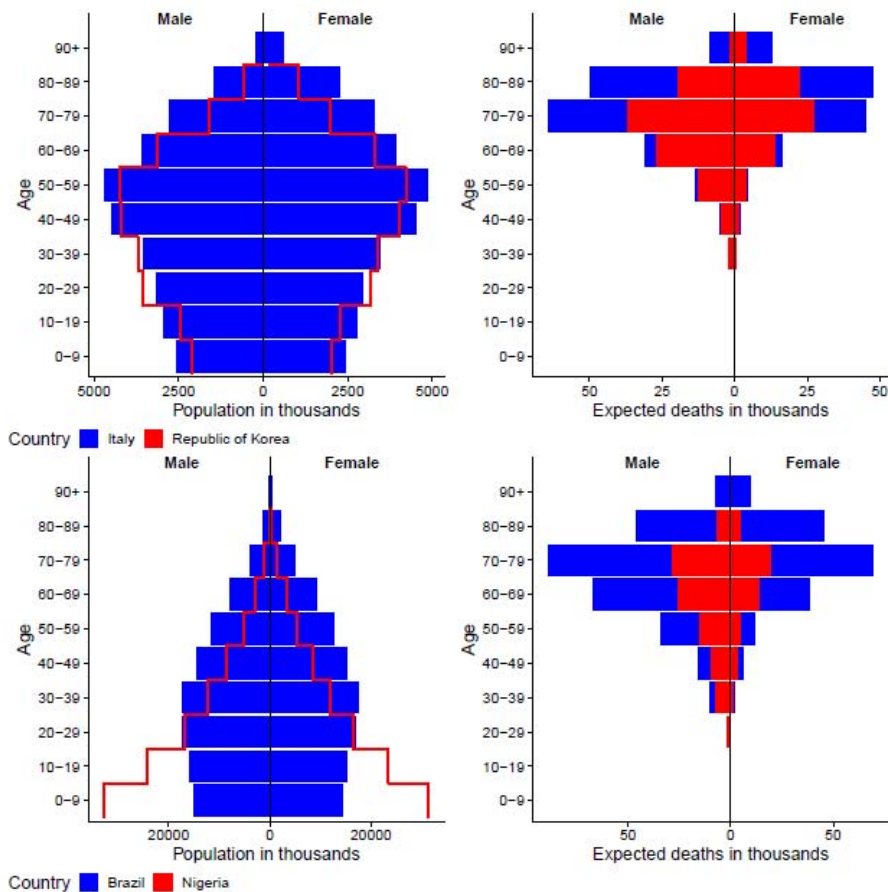 Male Female
90+
80−89
70−79
60−69
50−59
40−49
30−39
20−29
10−19
0−9
Age
5000 2500 0 2500 5000
Population in thousands
Male Female
90+
80−89
70−79
60−69
50−59
40−49
30−39
20−29
10−19
0−9
Age
50 25 0 25 50
Expected deaths in thousands
Country Italy Republic of Korea
Male Female
90+
80−89
70−79
60−69
50−59
40−49
30−39
20−29
10−19
0−9
Age
20000 0 20000
Population in thousands
Male Female
90+
80−89
70−79
60−69
50−59
40−49
30−39
20−29
10−19
0−9
Age
50 0 50
Expected deaths in thousands
Country Brazil Nigeria